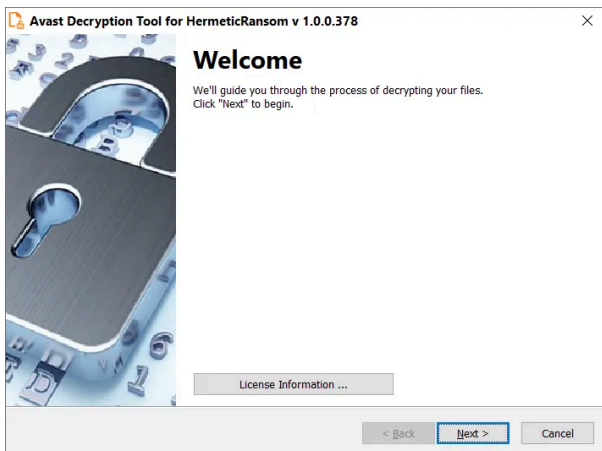 Avast Decryption Tool for HermeticRansom v 1.0.0.378
Welcome
We'll guide you through the process of decrypting your files.
Click "Next" to begin.
License Information ...
< Back
Next >
Cancel